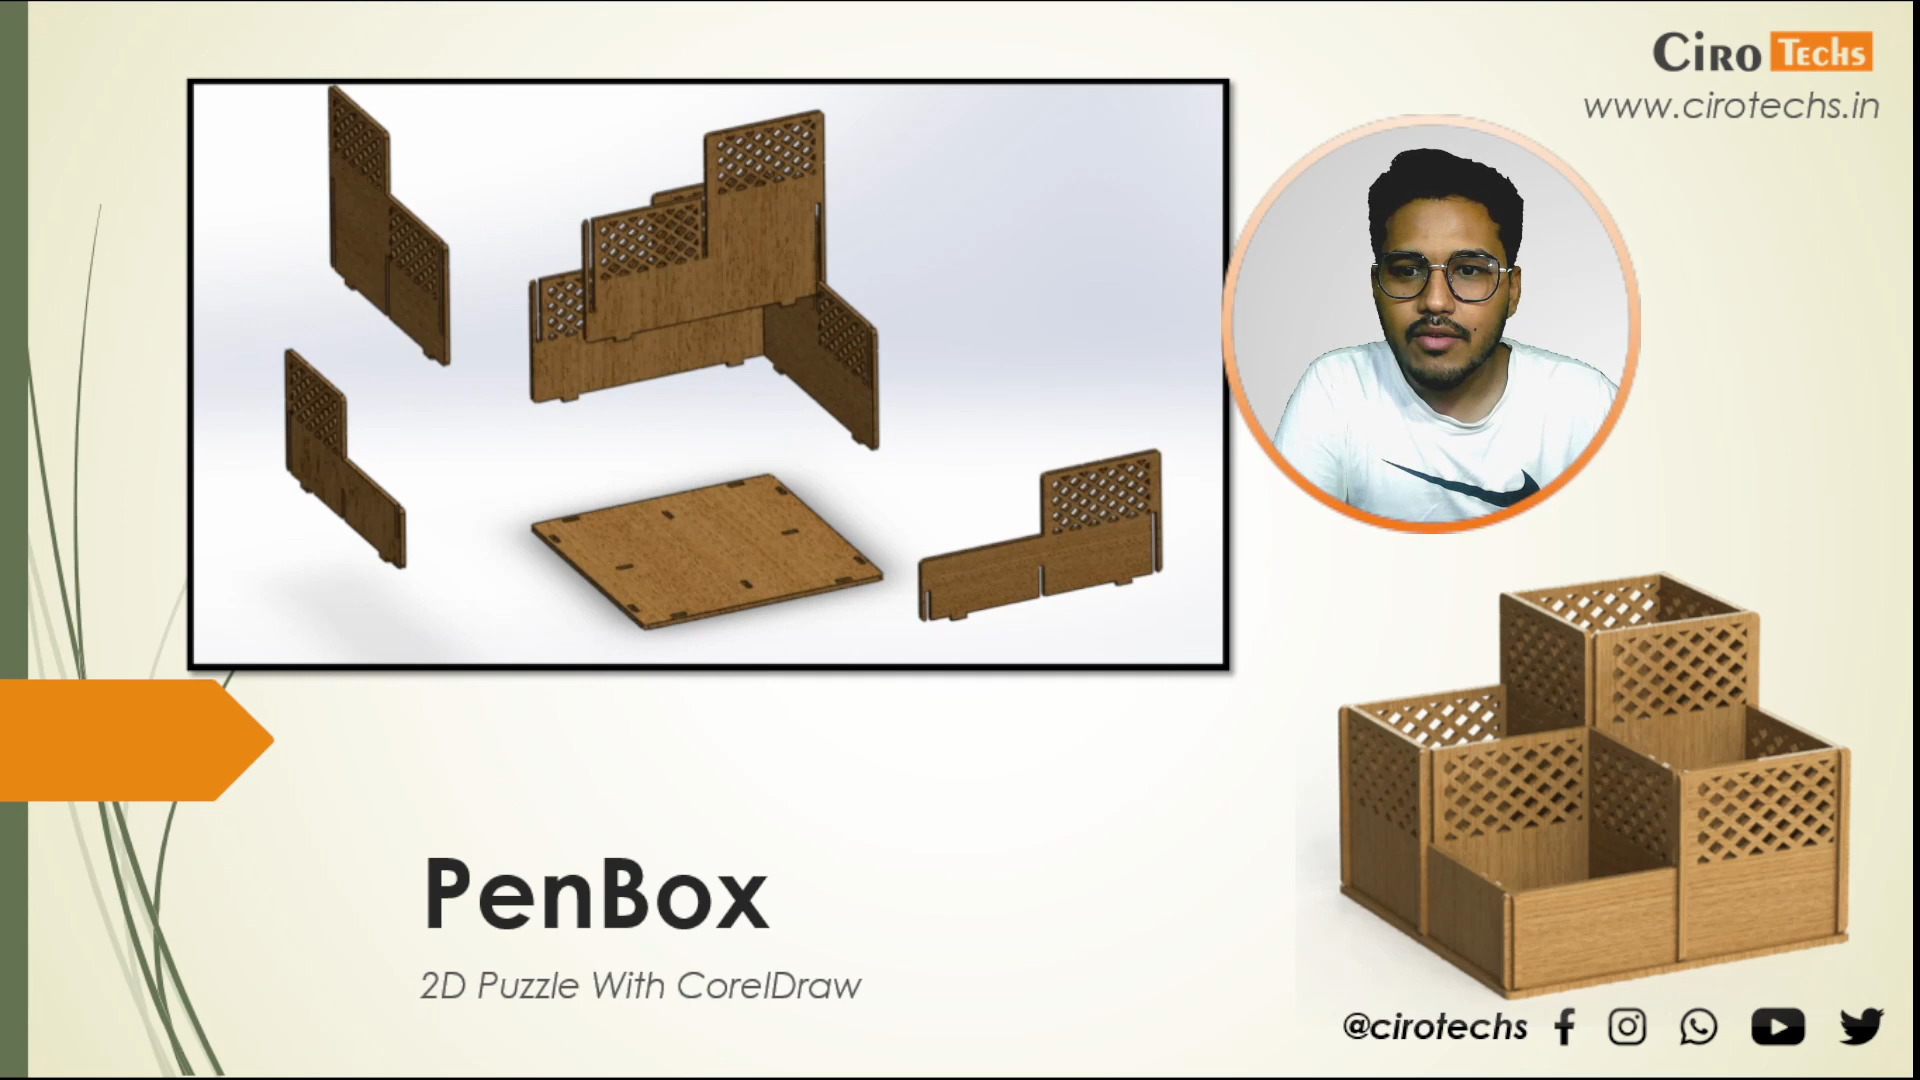 Ciro Techs
www.cirotechs.in
PenBox
2D Puzzle With CorelDraw
@cirotechs